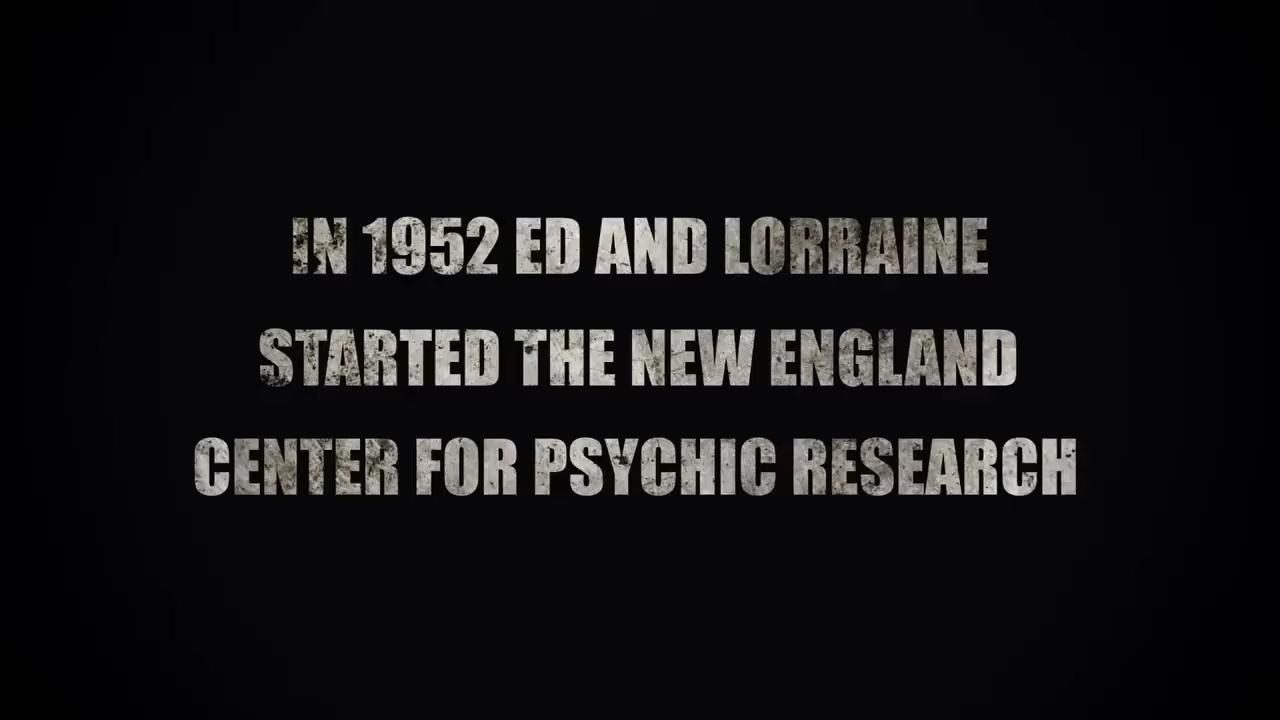 IN 1952 ED AND LORRAINE
STARTED THE NEW ENGLAND
CENTER FOR PSYCHIC RESEARCH